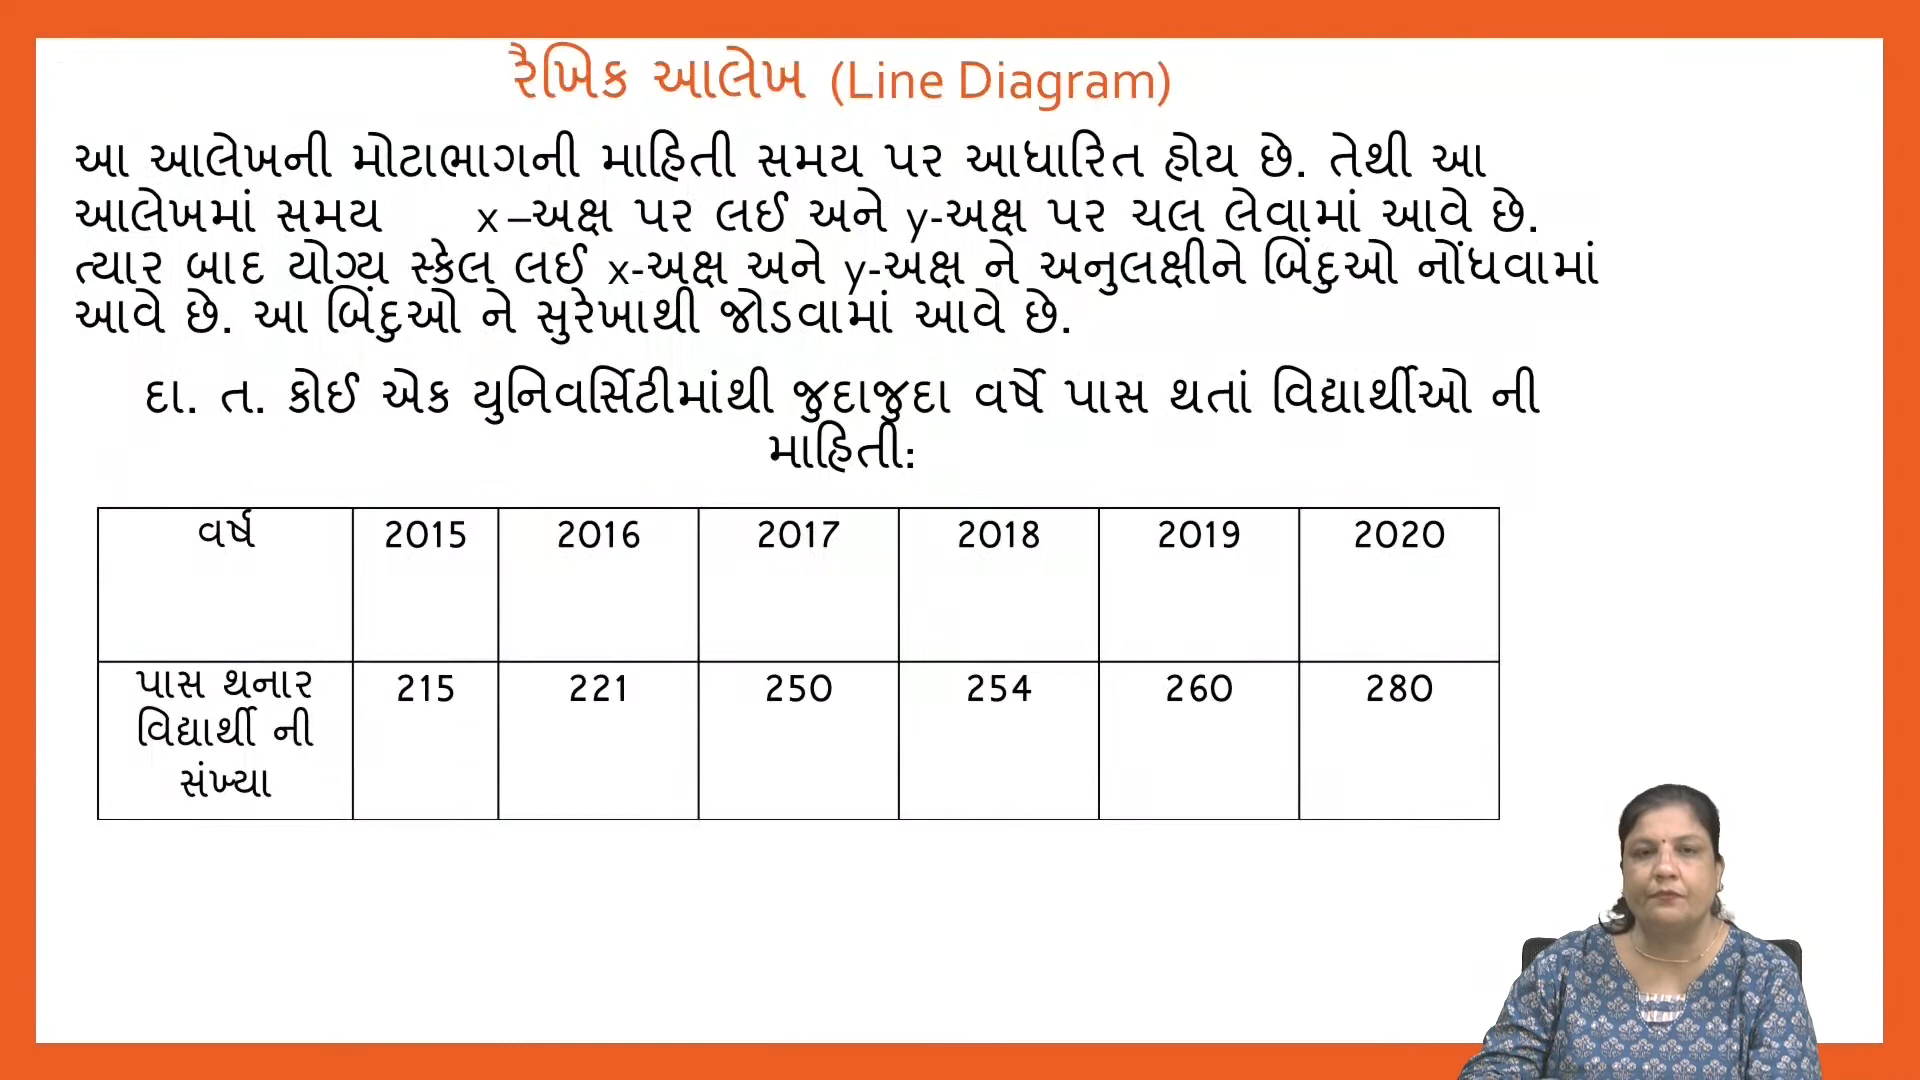 રૈખિક આલેખ (Line Diagram)
આ આલેખની મોટાભાગની માહિતી સમય પર આધારિત હોય છે. તેથી આ
આલેખમાં સમય x –અક્ષ પર લઈ અને y-અક્ષ પર ચલ લેવામાં આવે છે.
ત્યાર બાદ યોગ્ય સ્કેલ લઈ x-અક્ષ અને y-અક્ષ ને અનુલક્ષીને બિંદુઓ નોંધવામાં
આવે છે. આ બિંદુઓ ને સુરેખાથી જોડવામાં આવે છે.
દા. ત. કોઈ એક યુનિવર્સિટીમાંથી જુદાજુદા વર્ષે પાસ થતાં વિદ્યાર્થીઓ ની
માહિતી:
વર્ષ 2015 2016 2017 2018 2019 2020
પાસ થનાર 215 221 250 254 260 280
વિદ્યાર્થી ની
સંખ્યા